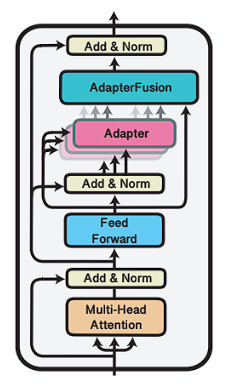 Add & Norm
AdapterFusion
Adapter
Add & Norm
Feed
Forward
Add & Norm
Multi-Head
Attention